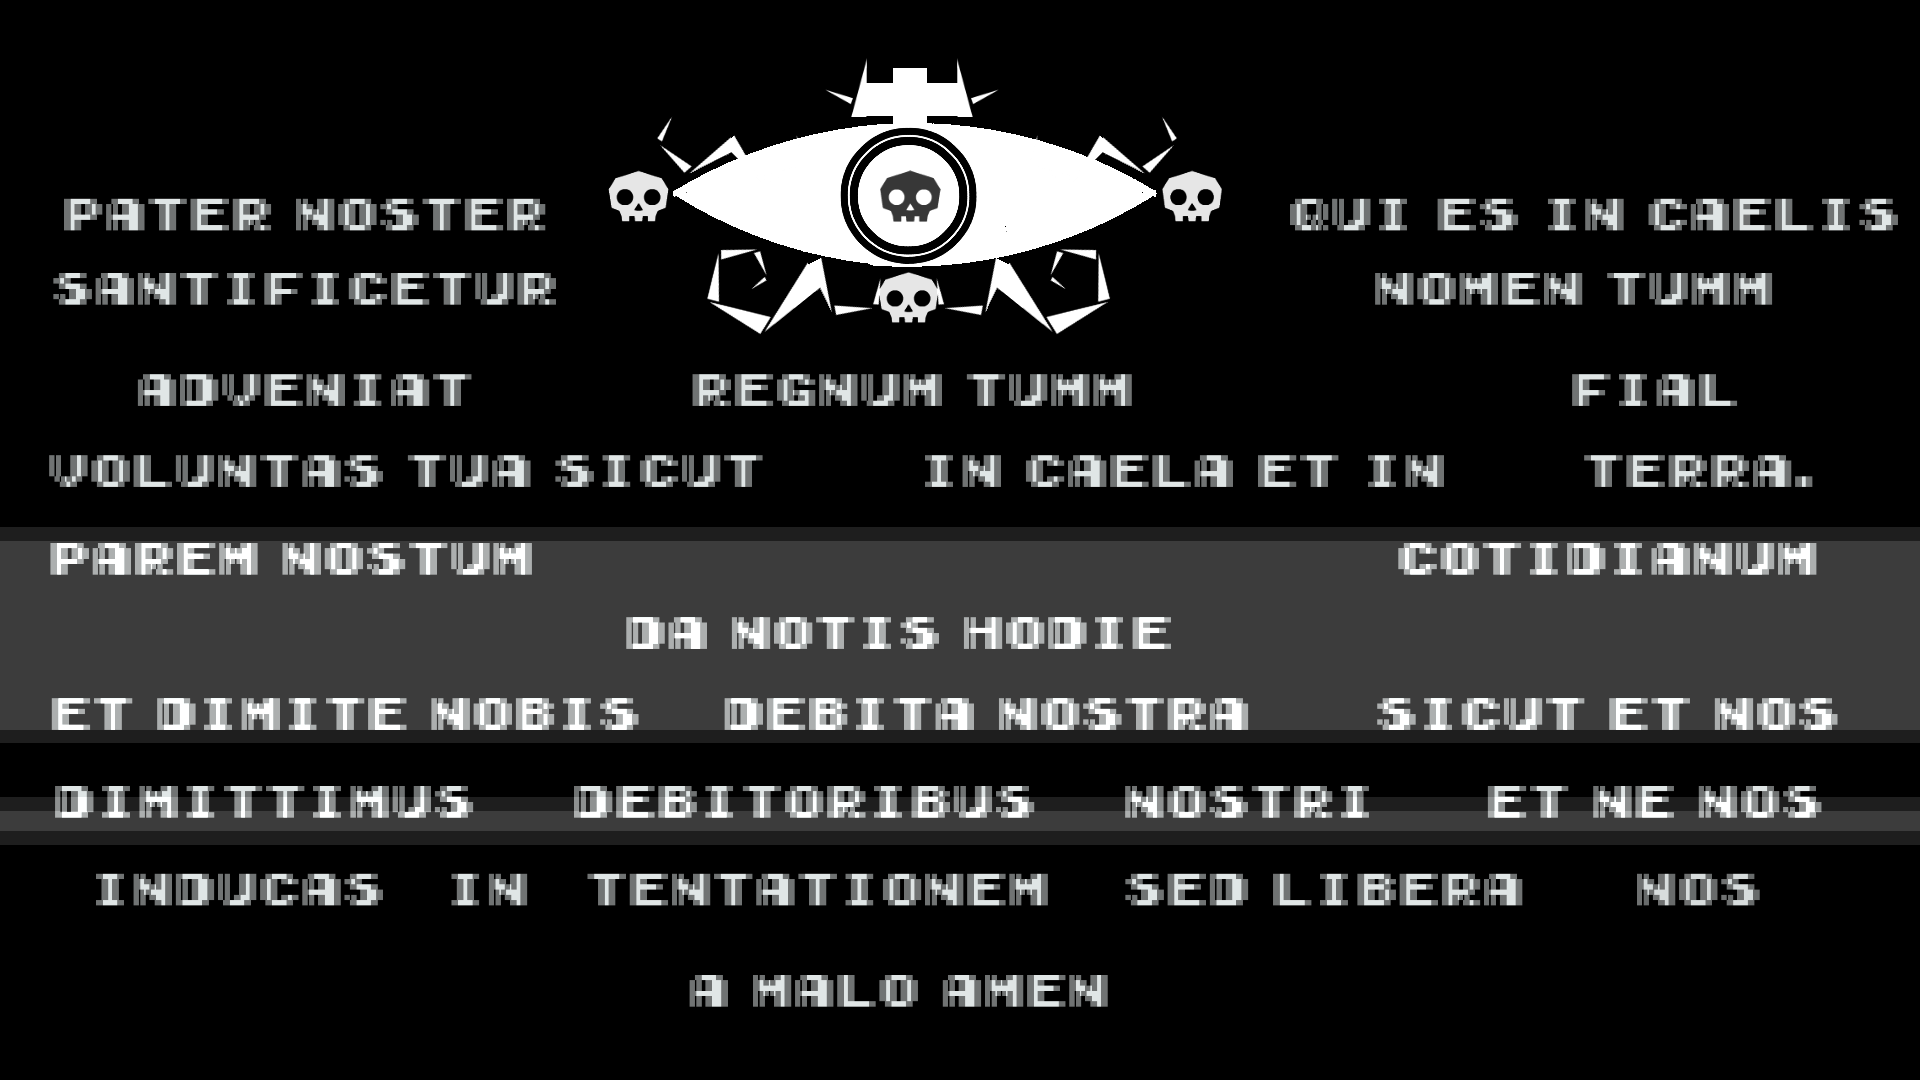 PATER NOSTER QUI ES IN CAELIS
SANTIFICETUR NOMEN TUMM
ADVENIAT REGNUM TUMM FIAL
VOLUNTAS TUA SICUT IN CAELA ET IN TERRA.
PAREM NOSTUM COTIDIANUM
DA NOTIS HODIE
ET DIMITE NOBIS DEBITA NOSTRA SICUT ET NOS
DIMITTIMUS DEBITORIBUS NOSTRI ET NE NOS
INDUCAS IN TENTATIONEM SED LIBERA NOS
A MALO AMEN